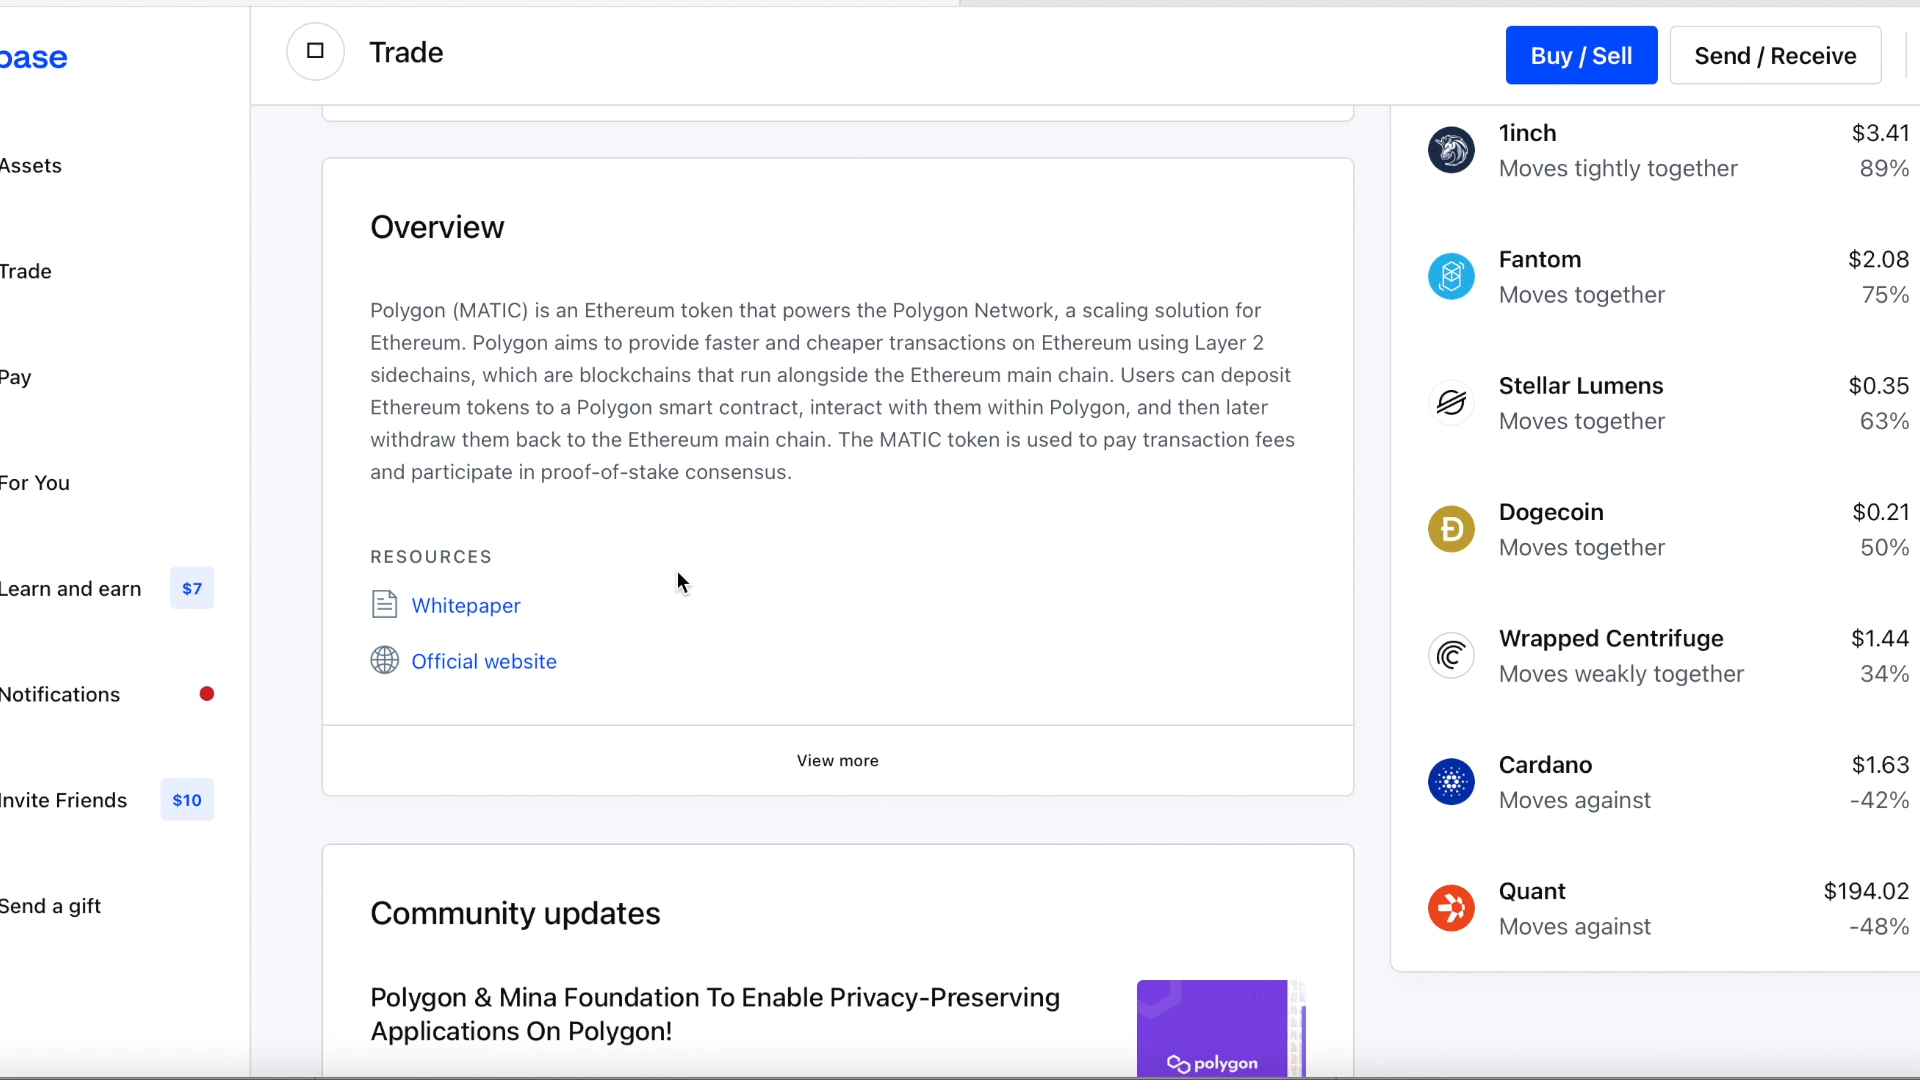 base
Trade
Buy / Sell
Send / Receive
Assets
Trade
Pay
For You
Learn and earn $7
Notifications
Invite Friends $10
Send a gift
Overview
Polygon (MATIC) is an Ethereum token that powers the Polygon Network, a scaling solution for
Ethereum. Polygon aims to provide faster and cheaper transactions on Ethereum using Layer 2
sidechains, which are blockchains that run alongside the Ethereum main chain. Users can deposit
Ethereum tokens to a Polygon smart contract, interact with them within Polygon, and then later
withdraw them back to the Ethereum main chain. The MATIC token is used to pay transaction fees
and participate in proof-of-stake consensus.
RESOURCES
Whitepaper
Official website
View more
Community updates
Polygon & Mina Foundation To Enable Privacy-Preserving
Applications On Polygon!
polygon
1inch $3.41
Moves tightly together 89%
Fantom $2.08
Moves together 75%
Stellar Lumens $0.35
Moves together 63%
Dogecoin $0.21
Moves together 50%
Wrapped Centrifuge $1.44
Moves weakly together 34%
Cardano $1.63
Moves against -42%
Quant $194.02
Moves against -48%